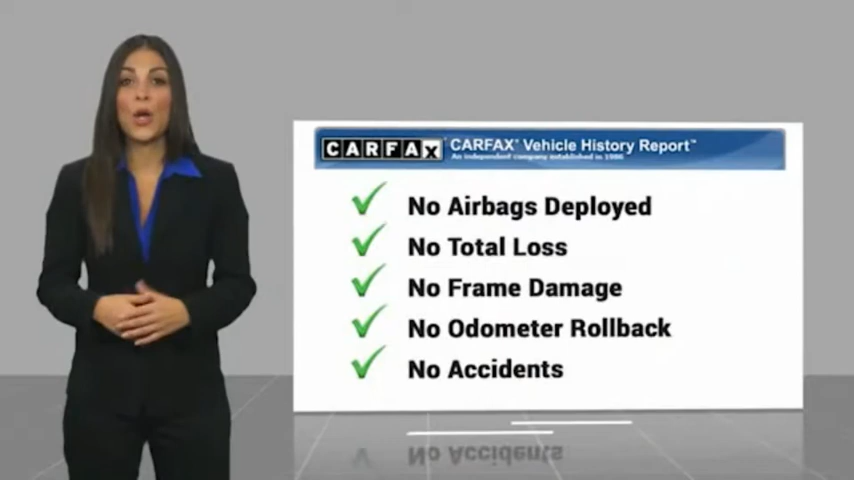 CARFAX
CARFAX® Vehicle History Report™
An independent company established in 1986
No Airbags Deployed
No Total Loss
No Frame Damage
No Odometer Rollback
No Accidents
No Accidents